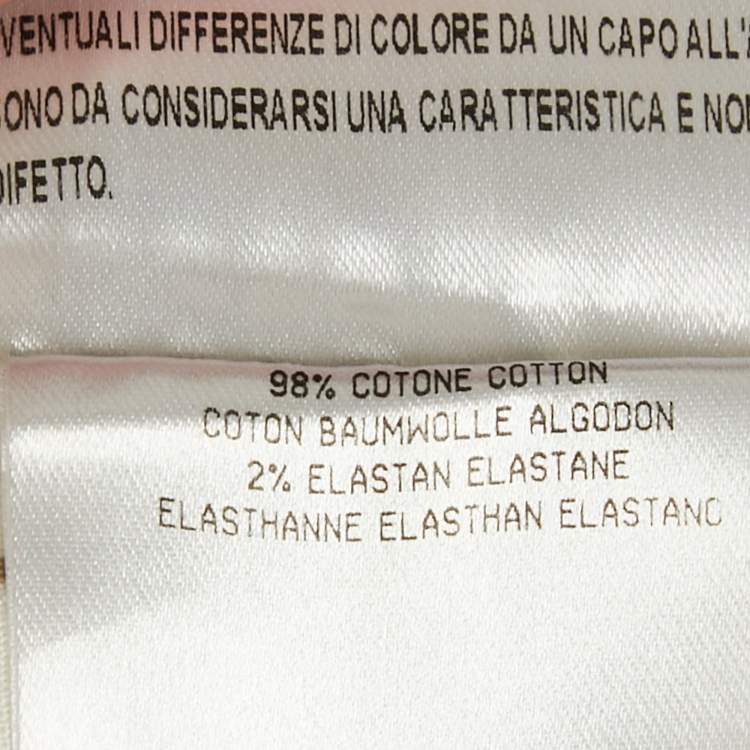 VENTUALI DIFFERENZE DI COLORE DA UN CAPO ALL'
ONO DA CONSIDERARSI UNA CARATTERISTICA E NO
DIFETTO.
98% COTONE COTTON
COTON BAUMWOLLE ALGODON
2% ELASTAN ELASTANE
ELASTHANNE ELASTHAN ELASTANO